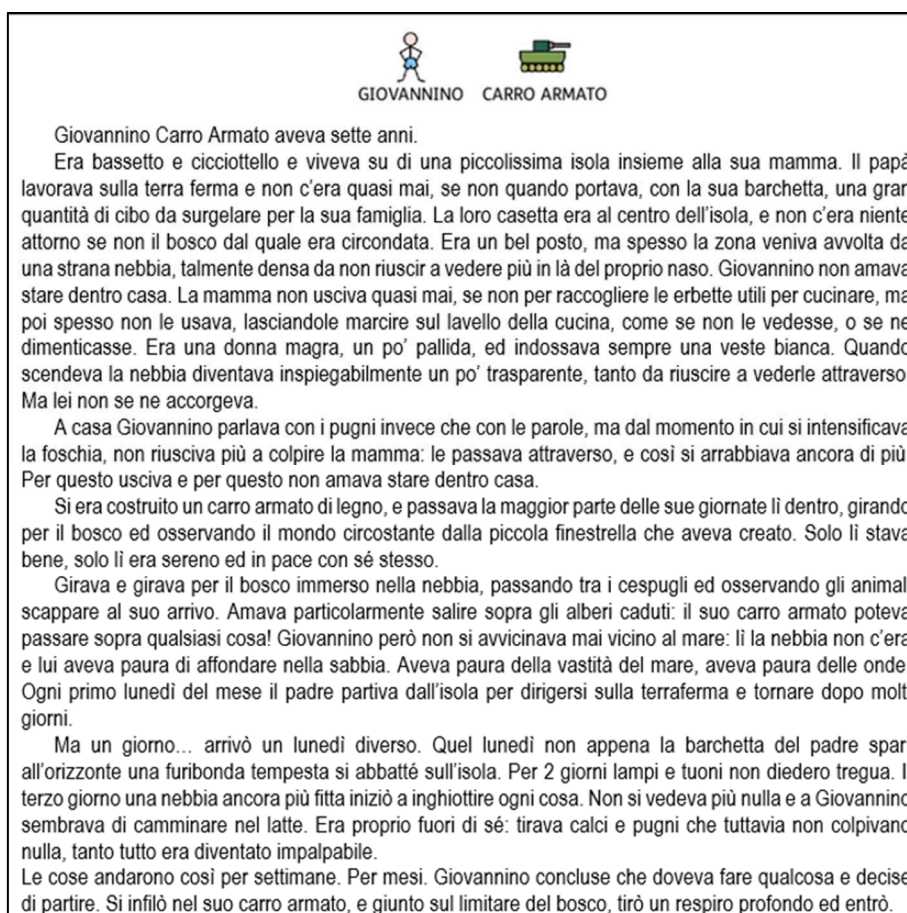 GIOVANNINO CARRO ARMATO
Giovannino Carro Armato aveva sette anni.
Era bassetto e cicciottello e viveva su di una piccolissima isola insieme alla sua mamma. Il papà
lavorava sulla terra ferma e non c'era quasi mai, se non quando portava, con la sua barchetta, una gran
quantità di cibo da surgelare per la sua famiglia. La loro casetta era al centro dell'isola, e non c'era niente
attorno se non il bosco dal quale era circondata. Era un bel posto, ma spesso la zona veniva avvolta da
una strana nebbia, talmente densa da non riuscir a vedere più in là del proprio naso. Giovannino non amava
stare dentro casa. La mamma non usciva quasi mai, se non per raccogliere le erbette utili per cucinare, ma
poi spesso non le usava, lasciandole marcire sul lavello della cucina, come se non le vedesse, o se ne
dimenticasse. Era una donna magra, un po' pallida, ed indossava sempre una veste bianca. Quando
scendeva la nebbia diventava inspiegabilmente un po' trasparente, tanto da riuscire a vederle attraverso
Ma lei non se ne accorgeva.
A casa Giovannino parlava con i pugni invece che con le parole, ma dal momento in cui si intensificava
la foschia, non riusciva più a colpire la mamma: le passava attraverso, e così si arrabbiava ancora di più
Per questo usciva e per questo non amava stare dentro casa.
Si era costruito un carro armato di legno, e passava la maggior parte delle sue giornate lì dentro, girando
per il bosco ed osservando il mondo circostante dalla piccola finestrella che aveva creato. Solo lì stava
bene, solo lì era sereno ed in pace con sé stesso.
Girava e girava per il bosco immerso nella nebbia, passando tra i cespugli ed osservando gli animal
scappare al suo arrivo. Amava particolarmente salire sopra gli alberi caduti: il suo carro armato poteva
passare sopra qualsiasi cosa! Giovannino però non si avvicinava mai vicino al mare: lì la nebbia non c'era
e lui aveva paura di affondare nella sabbia. Aveva paura della vastità del mare, aveva paura delle onde
Ogni primo lunedì del mese il padre partiva dall'isola per dirigersi sulla terraferma e tornare dopo molt
giorni.
Ma un giorno… arrivò un lunedì diverso. Quel lunedì non appena la barchetta del padre sparì
all'orizzonte una furibonda tempesta si abbatté sull'isola. Per 2 giorni lampi e tuoni non diedero tregua. I
terzo giorno una nebbia ancora più fitta iniziò a inghiottire ogni cosa. Non si vedeva più nulla e a Giovannino
sembrava di camminare nel latte. Era proprio fuori di sé: tirava calci e pugni che tuttavia non colpivano
nulla, tanto tutto era diventato impalpabile.
Le cose andarono così per settimane. Per mesi. Giovannino concluse che doveva fare qualcosa e decise
di partire. Si infilò nel suo carro armato, e giunto sul limitare del bosco, tirò un respiro profondo ed entrò.